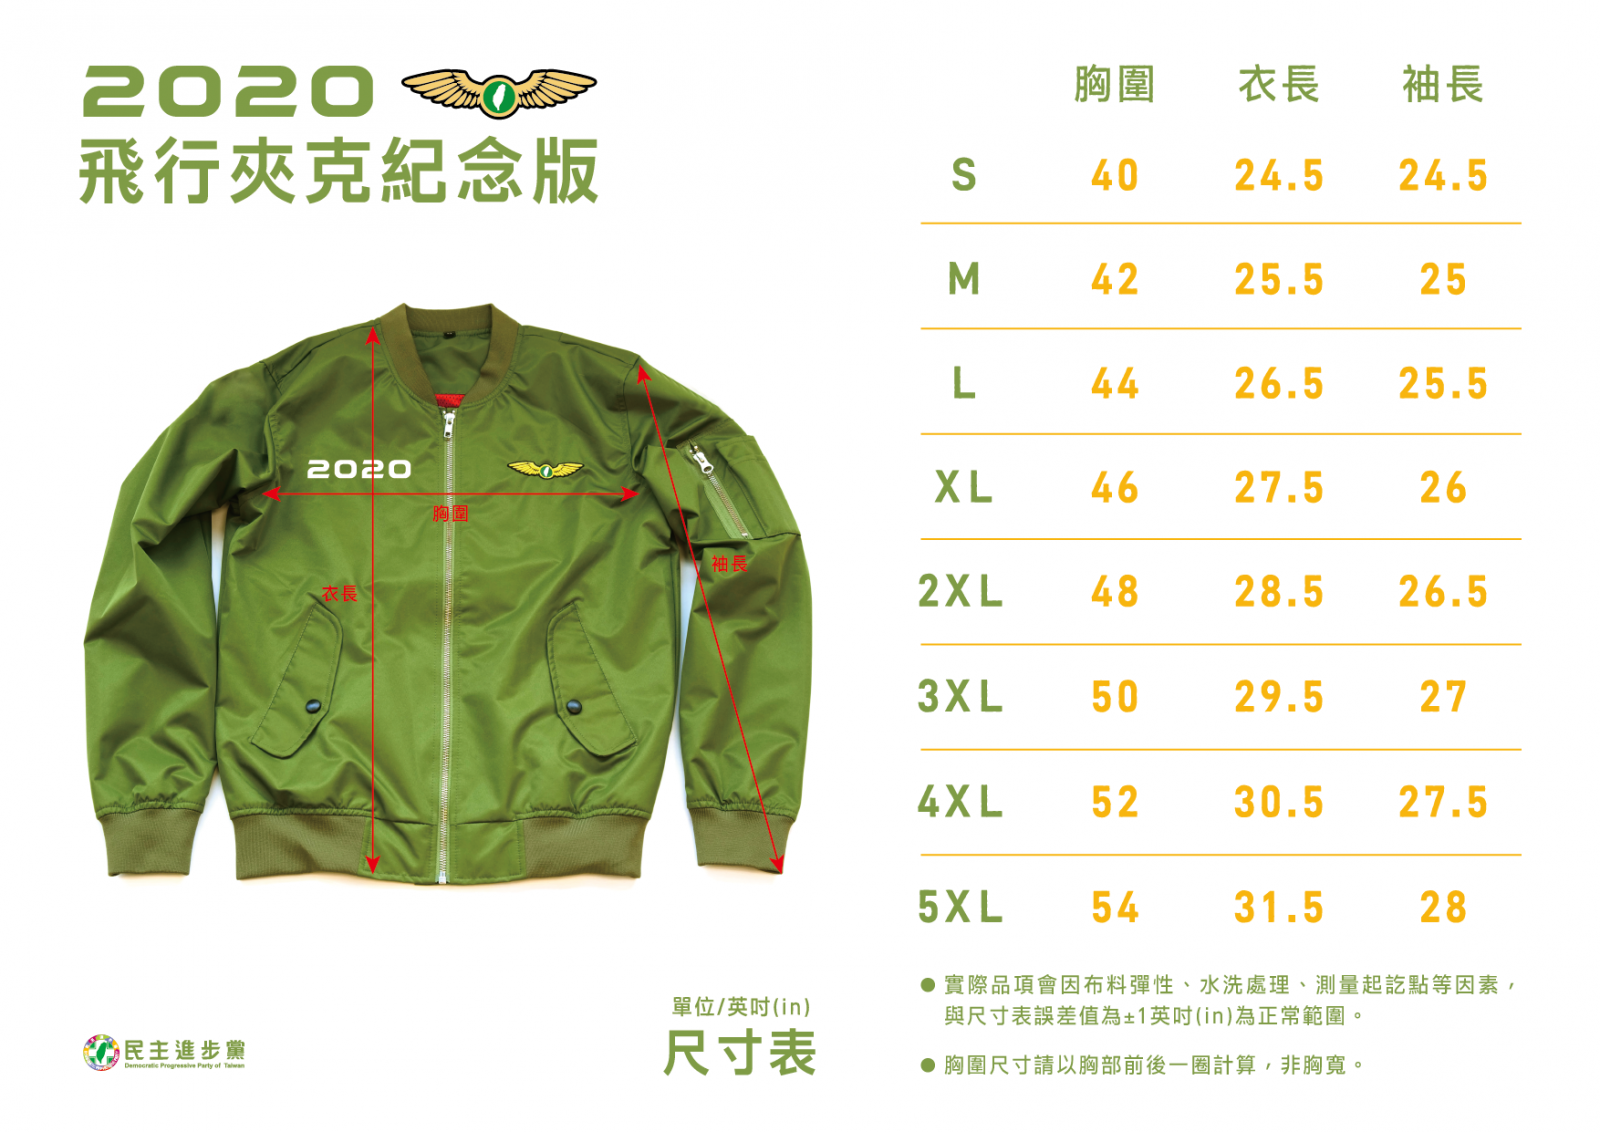 2020
飛行夾克紀念版
2020
胸圍
衣長
袖長
胸圍 衣長 袖長
S 40 24.5 24.5
M 42 25.5 25
L 44 26.5 25.5
XL 46 27.5 26
2XL 48 28.5 26.5
3XL 50 29.5 27
4XL 52 30.5 27.5
5XL 54 31.5 28
● 實際品項會因布料彈性、水洗處理、測量起訖點等因素，
與尺寸表誤差值為±1英吋(in)為正常範圍。
● 胸圍尺寸請以胸部前後一圈計算，非胸寬。
單位/英吋(in)
尺寸表
民主進步黨
Democratic Progressive Party of Taiwan